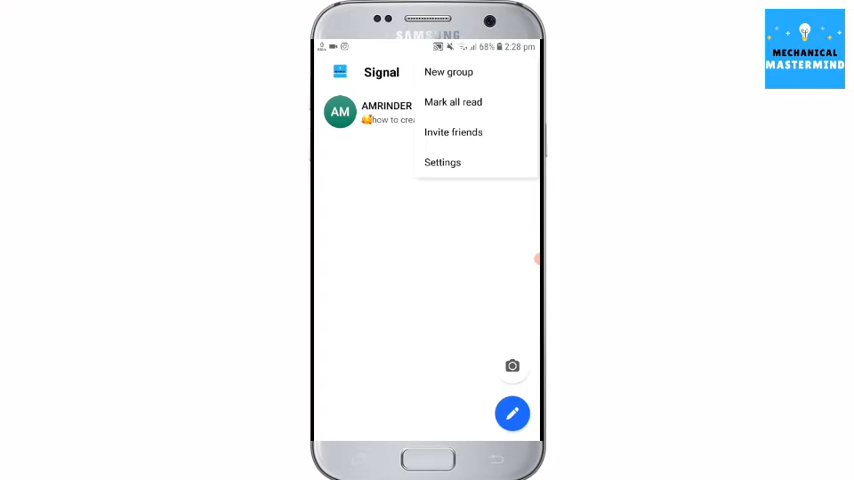 SAMSUNG
68% 2:28 pm
Signal
New group
AMRINDER
Mark all read
🥰how to crea
Invite friends
Settings
AM
MECHANICAL
MASTERMIND